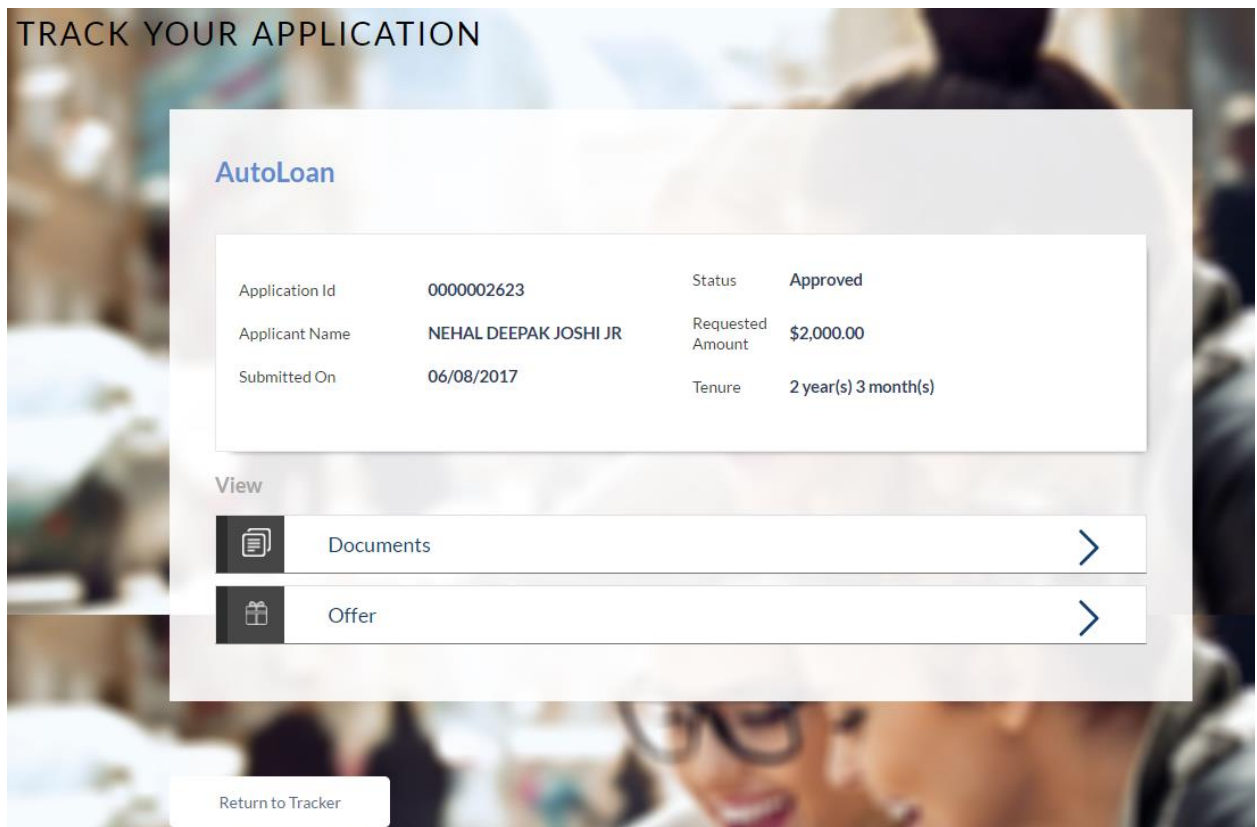 TRACK YOUR APPLICATION
AutoLoan
Application Id 0000002623
Applicant Name NEHAL DEEPAK JOSHI JR
Submitted On 06/08/2017
Status Approved
Requested
Amount $2,000.00
Tenure 2 year(s) 3 month(s)
View
Documents
Offer
Return to Tracker